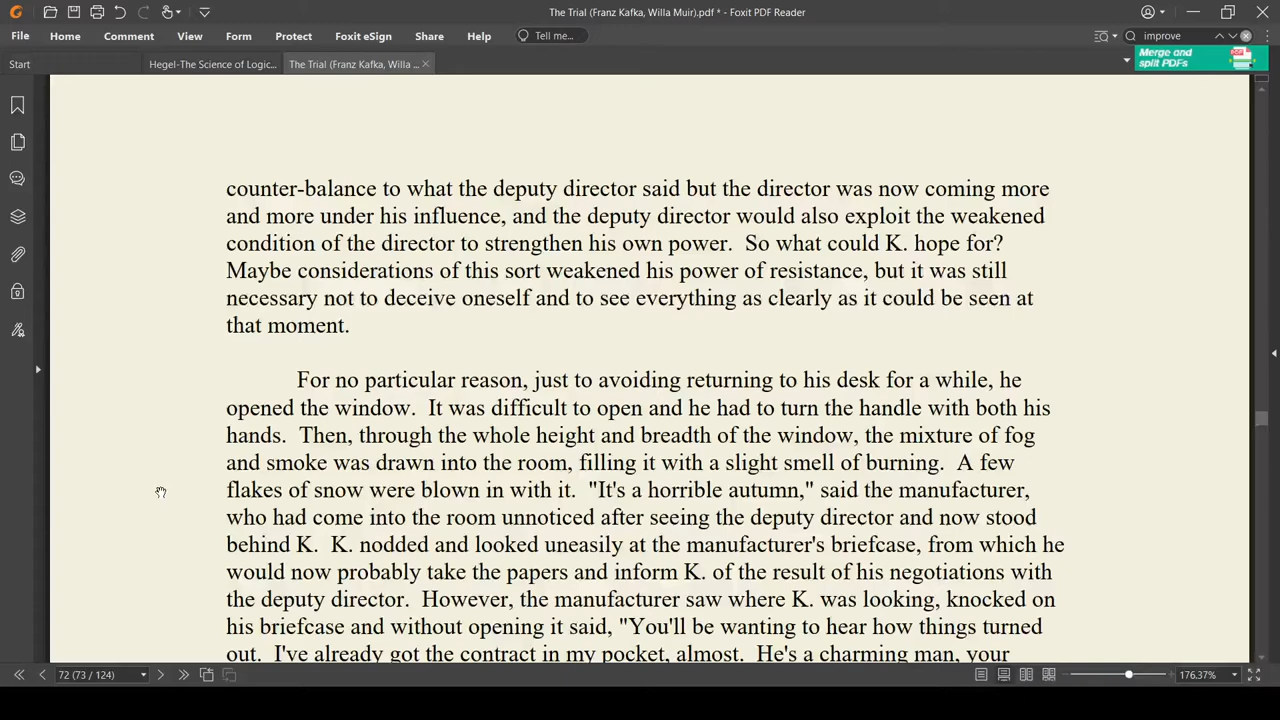 The Trial (Franz Kafka, Willa Muir).pdf * - Foxit PDF Reader
File Home Comment View Form Protect Foxit eSign Share Help Tell me... improve
Start Hegel-The Science of Logic... The Trial (Franz Kafka, Willa ... Merge and
split PDFs
counter-balance to what the deputy director said but the director was now coming more
and more under his influence, and the deputy director would also exploit the weakened
condition of the director to strengthen his own power.  So what could K. hope for?
Maybe considerations of this sort weakened his power of resistance, but it was still
necessary not to deceive oneself and to see everything as clearly as it could be seen at
that moment.
For no particular reason, just to avoiding returning to his desk for a while, he
opened the window.  It was difficult to open and he had to turn the handle with both his
hands.  Then, through the whole height and breadth of the window, the mixture of fog
and smoke was drawn into the room, filling it with a slight smell of burning.  A few
flakes of snow were blown in with it.  "It's a horrible autumn," said the manufacturer,
who had come into the room unnoticed after seeing the deputy director and now stood
behind K.  K. nodded and looked uneasily at the manufacturer's briefcase, from which he
would now probably take the papers and inform K. of the result of his negotiations with
the deputy director.  However, the manufacturer saw where K. was looking, knocked on
his briefcase and without opening it said, "You'll be wanting to hear how things turned
out.  I've already got the contract in my pocket, almost.  He's a charming man, your
72 (73 / 124) 176.37%